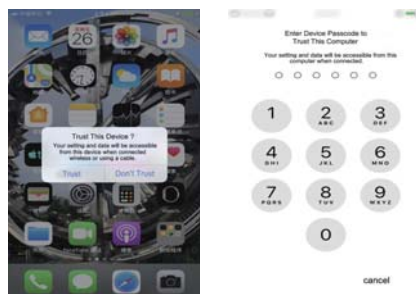 26
Trust This Device ?
Your setting and data will be accessible
from this device when connected
wireless or using a cable.
Trust
Don't Trust
Enter Device Passcode to
Trust This Computer
Your setting and data will be accessible from this
computer when connected.
1
2
ABC
3
DEF
4
GHI
5
JKL
6
MNO
7
PQRS
8
TUV
9
WXYZ
0
cancel